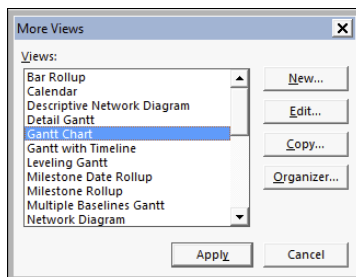 More Views
Views:
Bar Rollup
Calendar
Descriptive Network Diagram
Detail Gantt
Gantt Chart
Gantt with Timeline
Leveling Gantt
Milestone Date Rollup
Milestone Rollup
Multiple Baselines Gantt
Network Diagram
New...
Edit...
Copy...
Organizer...
Apply
Cancel